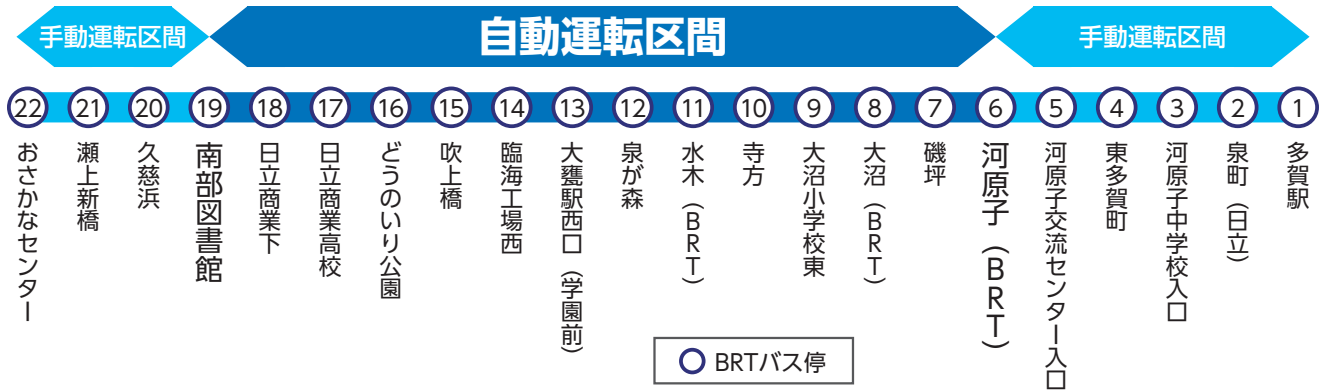 手動運転区間
自動運転区間
手動運転区間
22
21
20
19
18
17
16
15
14
13
12
11
10
9
8
7
6
5
4
3
2
1
おさかなセンター
瀬上新橋
久慈浜
南部図書館
日立商業下
日立商業高校
どうのいり公園
吹上橋
臨海工場西
大甕駅西口（学園前）
泉が森
水木（BRT）
寺方
大沼小学校東
大沼（BRT）
磯坪
河原子（BRT）
河原子交流センター入口
東多賀町
河原子中学校入口
泉町（日立）
多賀駅
BRTバス停